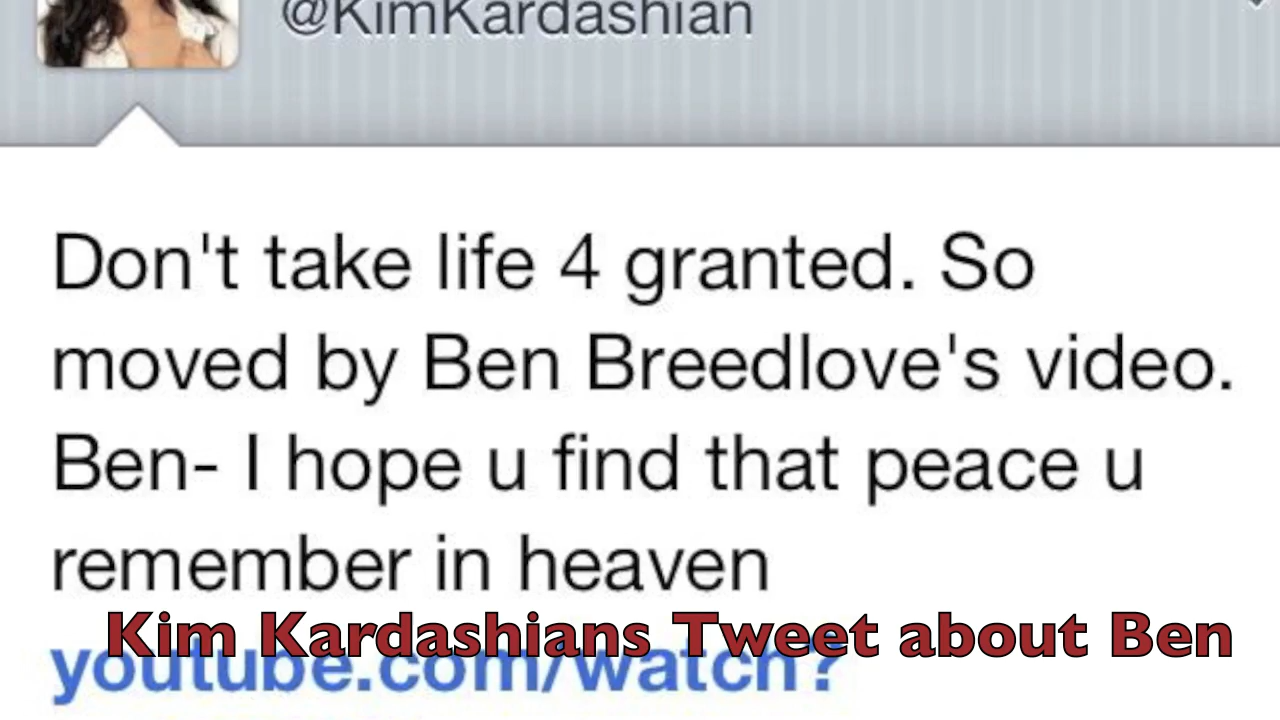 @KimKardashian
Don't take life 4 granted. So
moved by Ben Breedlove's video.
Ben- I hope u find that peace u
remember in heaven
Kim Kardashians Tweet about Ben
youtube.com/watch?